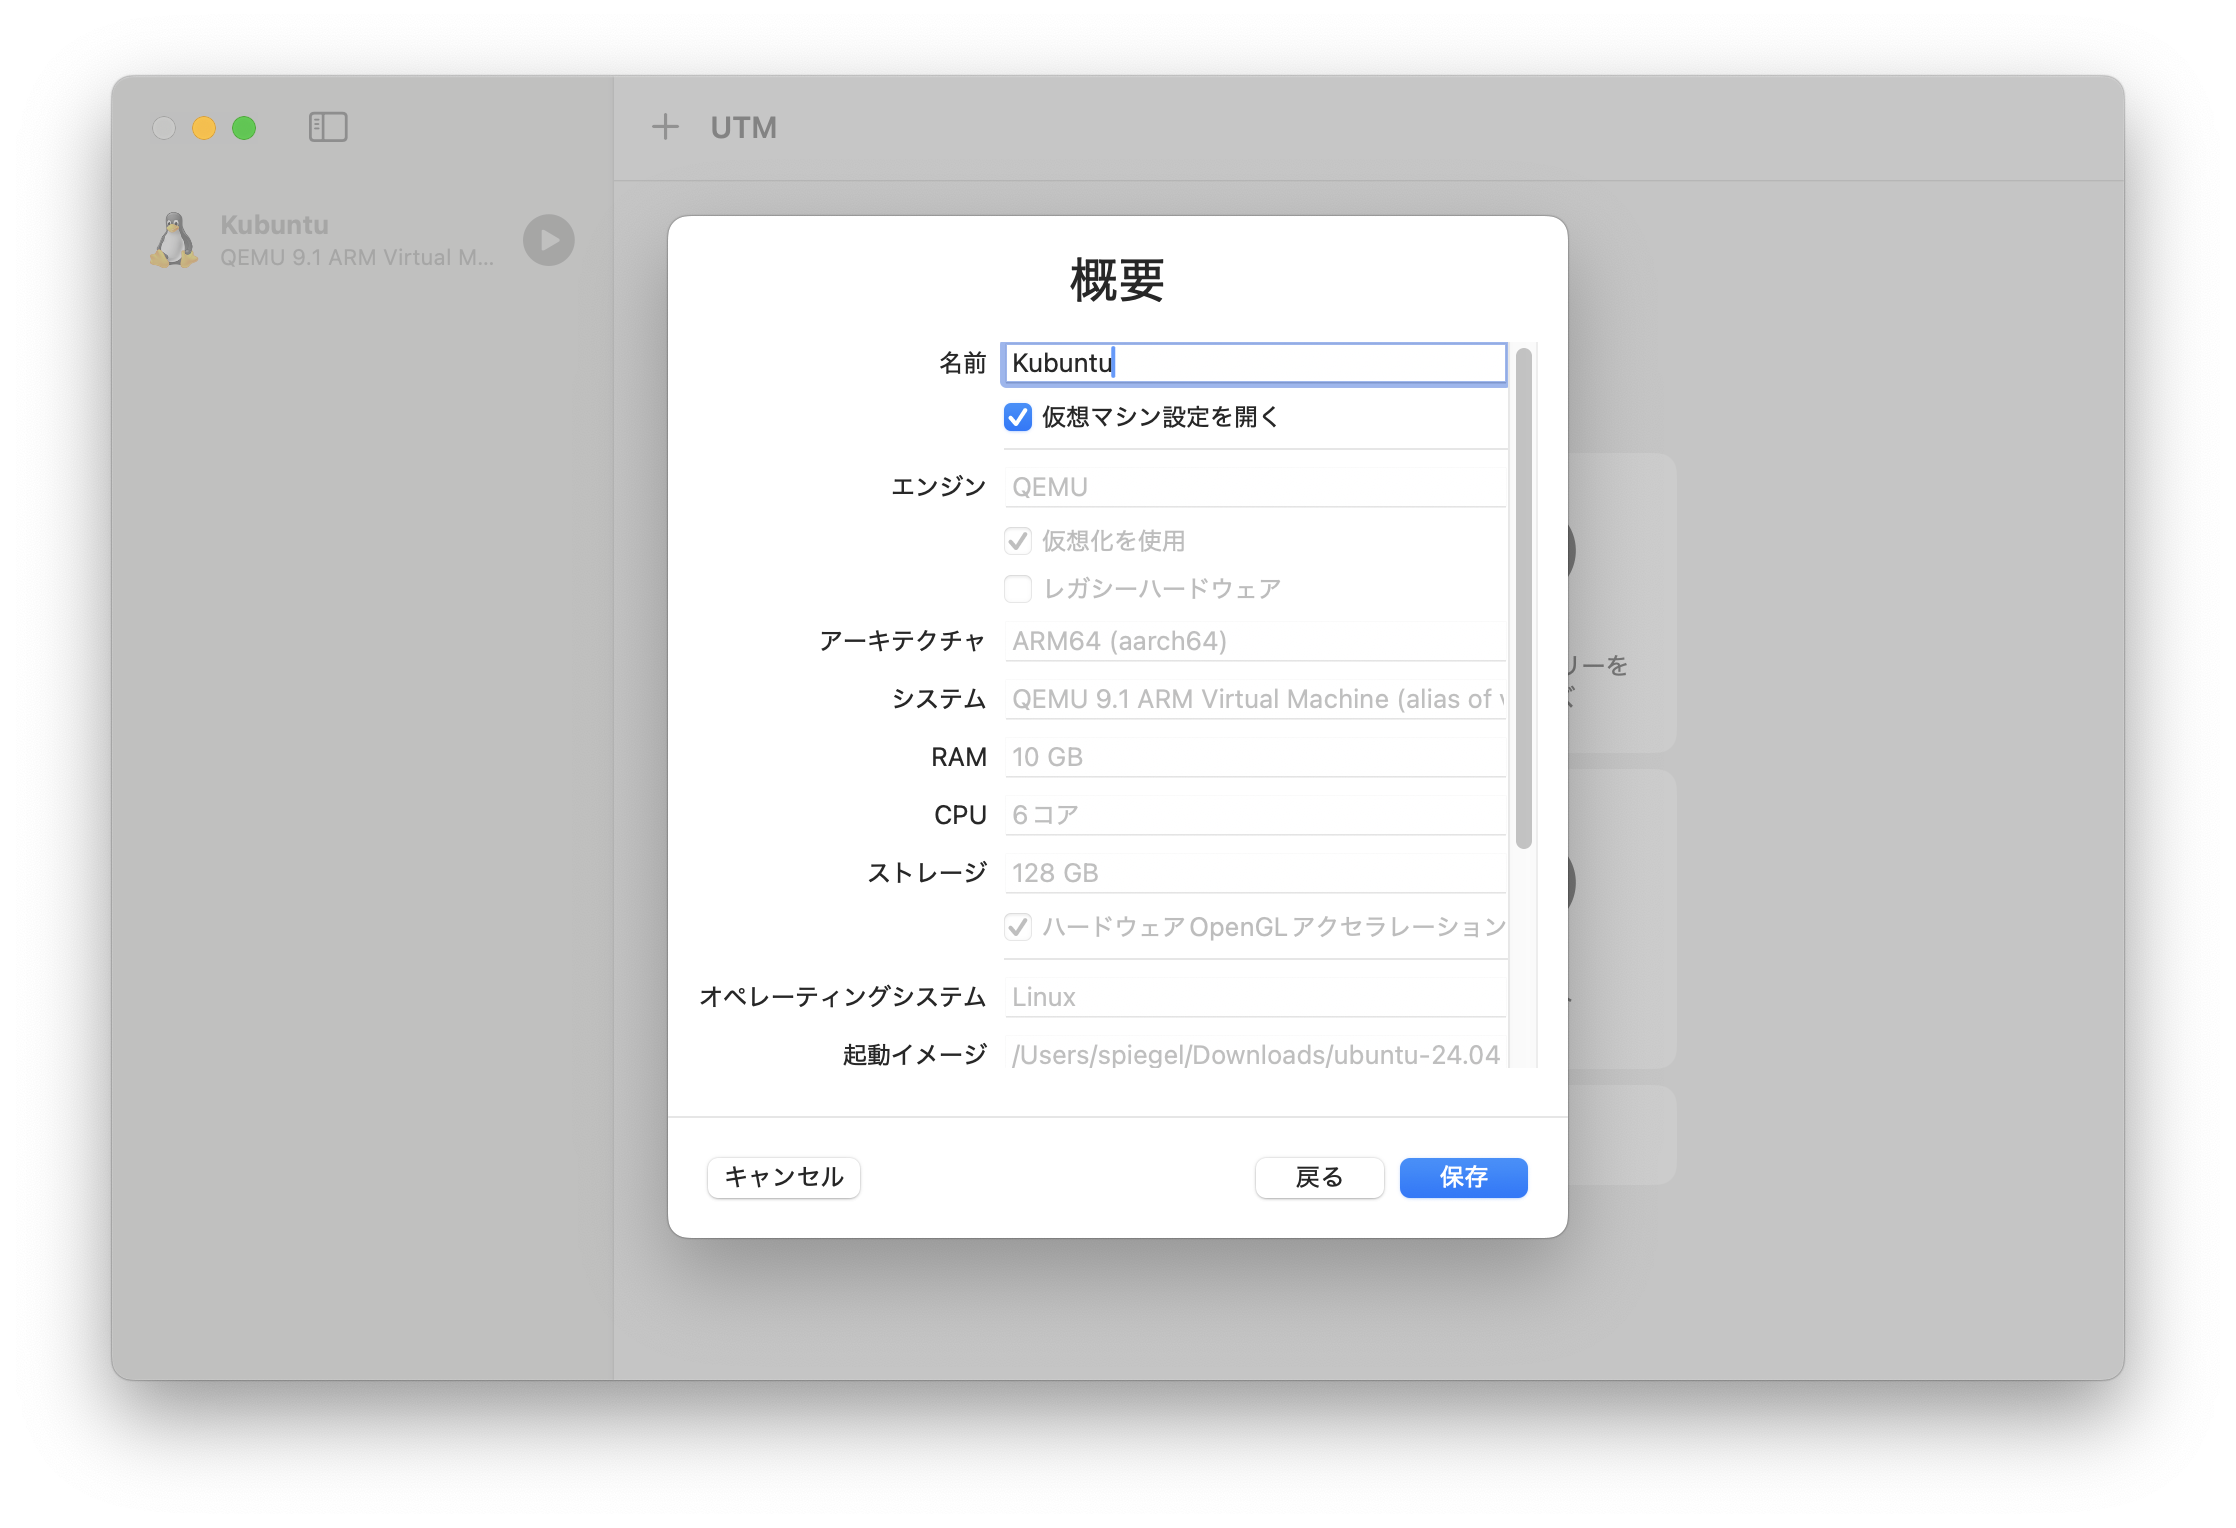 UTM
Kubuntu
QEMU 9.1 ARM Virtual M...
概要
名前
Kubuntu
仮想マシン設定を開く
エンジン
QEMU
仮想化を使用
レガシーハードウェア
アーキテクチャ
ARM64 (aarch64)
システム
QEMU 9.1 ARM Virtual Machine (alias of
RAM
10 GB
CPU
6コア
ストレージ
128 GB
ハードウェアOpenGLアクセラレーション
オペレーティングシステム
Linux
起動イメージ
/Users/spiegel/Downloads/ubuntu-24.04
リーを
キャンセル
戻る
保存